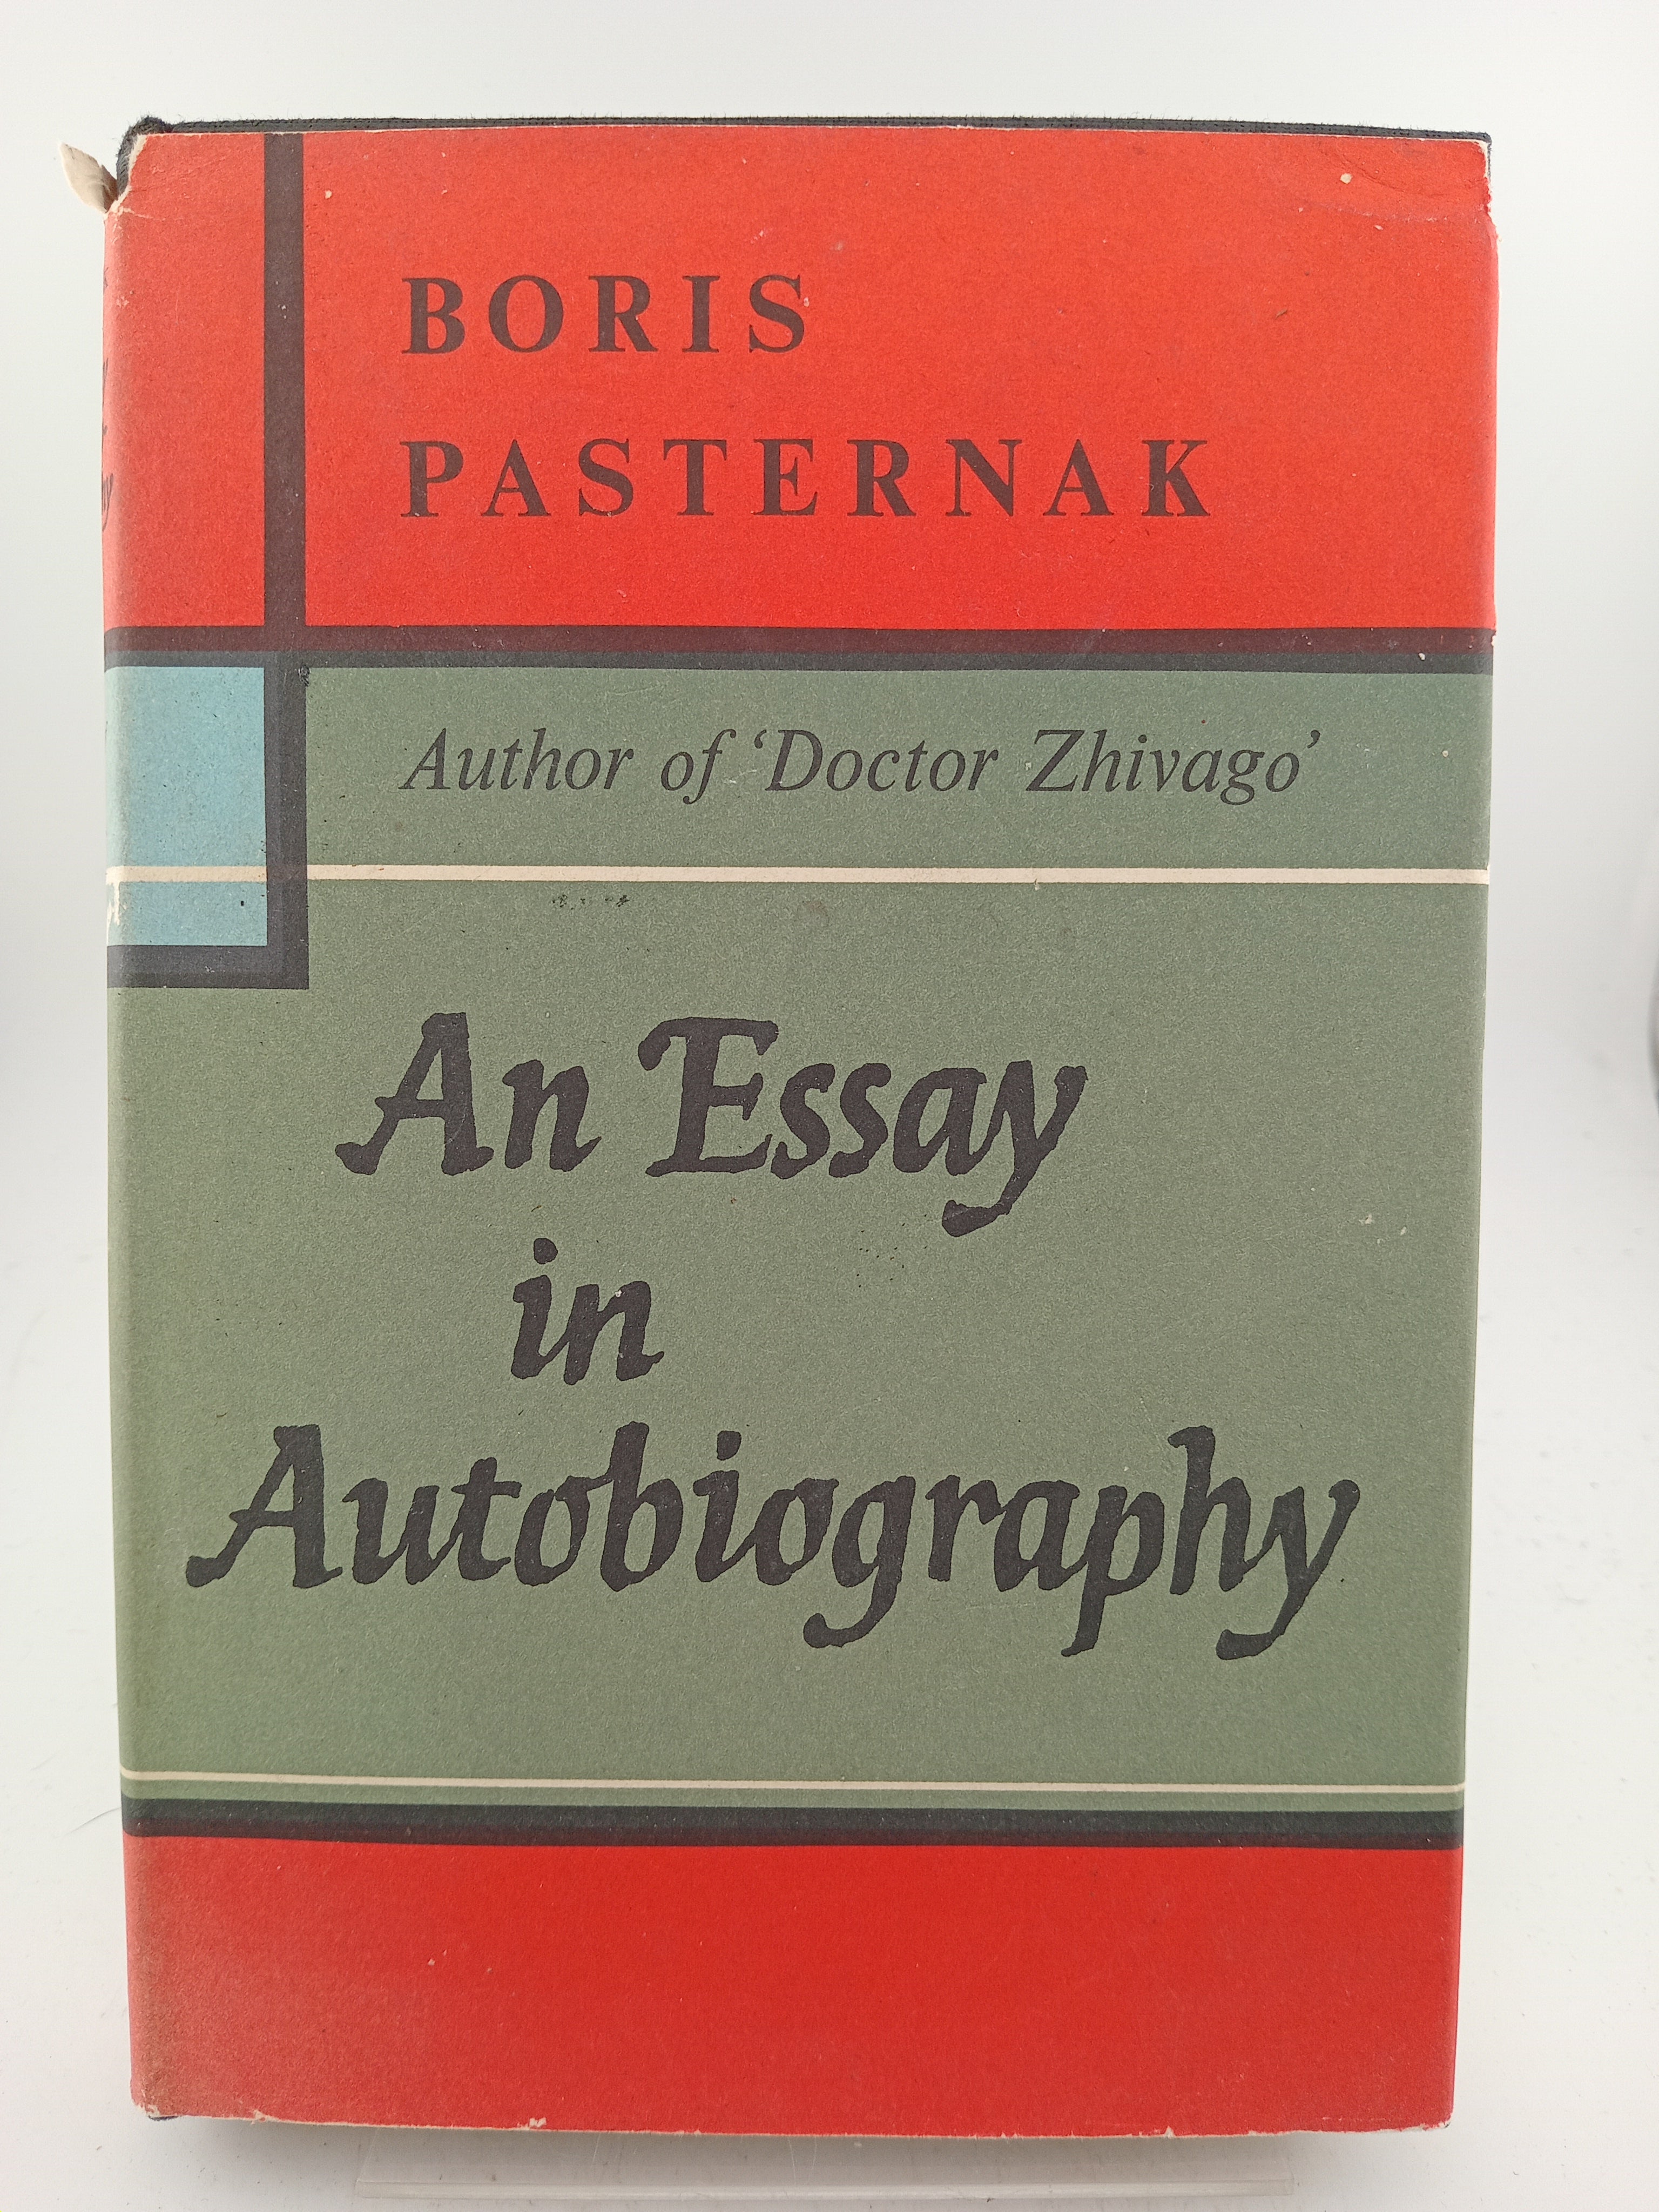 BORIS
PASTERNAK
Author of ‘Doctor Zhivago’
An Essay
in
Autobiography